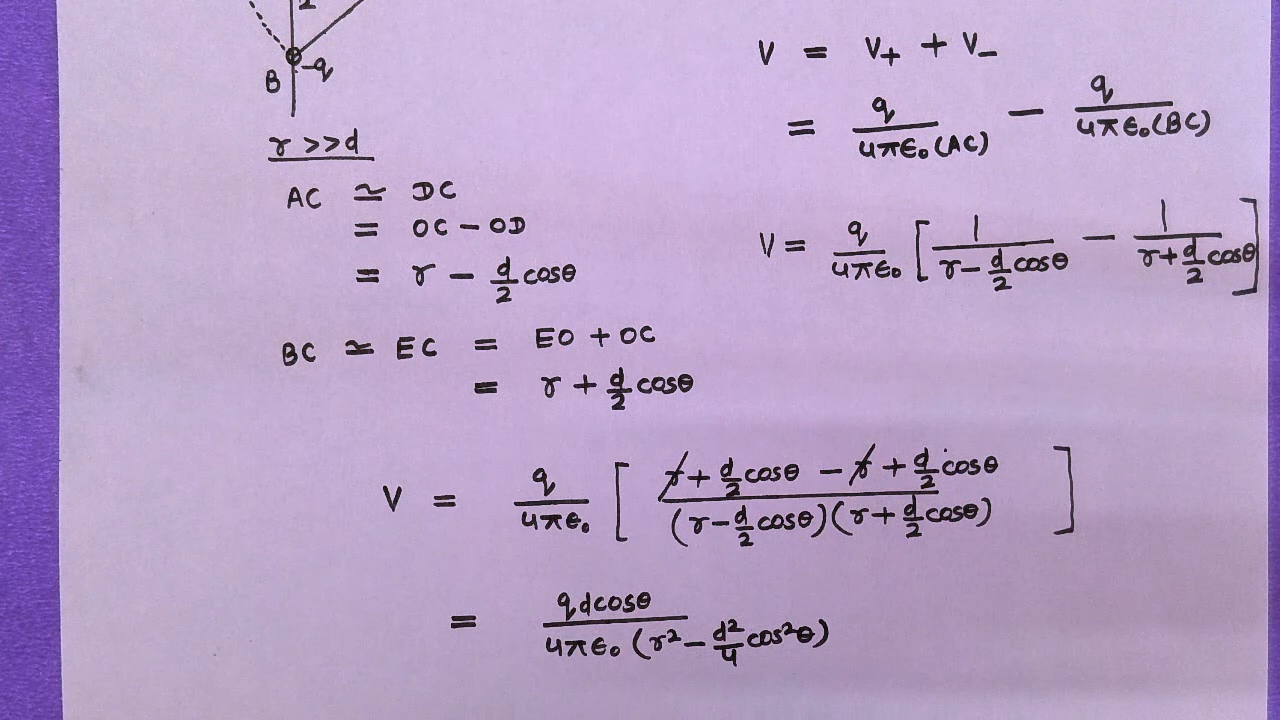 2
B -q
r >>d
AC ≃ DC
= OC - OD
= r - d/2 cosθ
BC ≃ EC = EO + OC
= r + d/2 cosθ
V = V+ + V-
= q/4πε₀(AC) - q/4πε₀(BC)
V = q/4πε₀ [ 1/r-d/2 cosθ - 1/r+d/2 cosθ ]
V = q/4πε₀ [ r+d/2 cosθ - r+d/2 cosθ / (r-d/2 cosθ)(r+d/2 cosθ) ]
= qdcosθ/4πε₀(r²-d²/4 cos²θ)